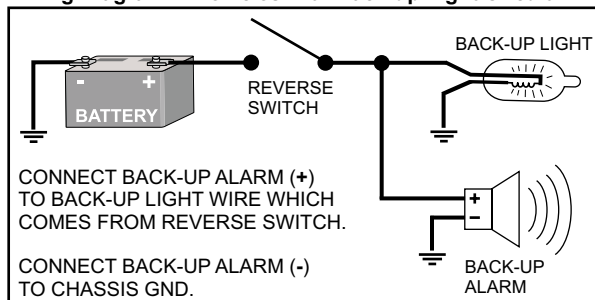 BACK-UP LIGHT
- +
BATTERY
REVERSE
SWITCH
CONNECT BACK-UP ALARM (+)
TO BACK-UP LIGHT WIRE WHICH
COMES FROM REVERSE SWITCH.
+
-
CONNECT BACK-UP ALARM (-)
TO CHASSIS GND.
BACK-UP
ALARM